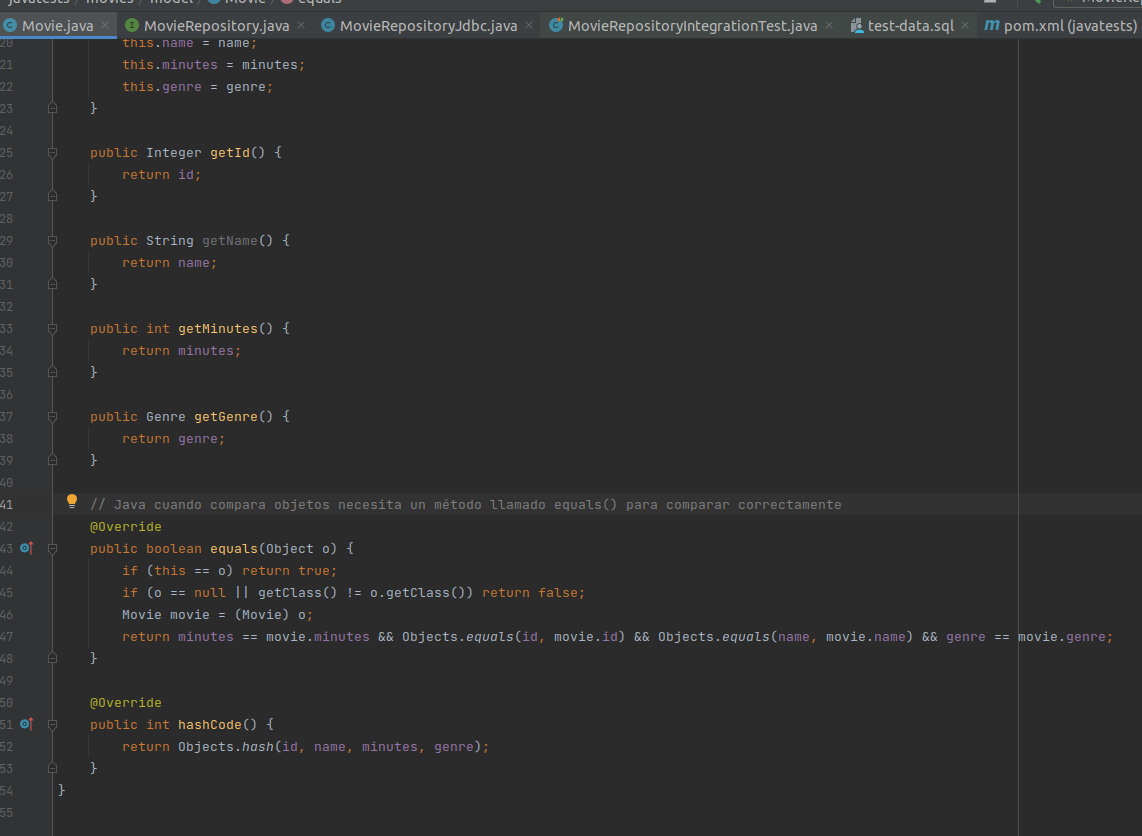 javatests / movies / model / Movie / equals
Movie.java MovieRepository.java MovieRepositoryJdbc.java MovieRepositoryIntegrationTest.java test-data.sql pom.xml (javatests)
20 this.name = name;
21 this.minutes = minutes;
22 this.genre = genre;
23 }
24
25 public Integer getId() {
26 return id;
27 }
28
29 public String getName() {
30 return name;
31 }
32
33 public int getMinutes() {
34 return minutes;
35 }
36
37 public Genre getGenre() {
38 return genre;
39 }
40
41 // Java cuando compara objetos necesita un método llamado equals() para comparar correctamente
42 @Override
43 public boolean equals(Object o) {
44 if (this == o) return true;
45 if (o == null || getClass() != o.getClass()) return false;
46 Movie movie = (Movie) o;
47 return minutes == movie.minutes && Objects.equals(id, movie.id) && Objects.equals(name, movie.name) && genre == movie.genre;
48 }
49
50 @Override
51 public int hashCode() {
52 return Objects.hash(id, name, minutes, genre);
53 }
54 }
55